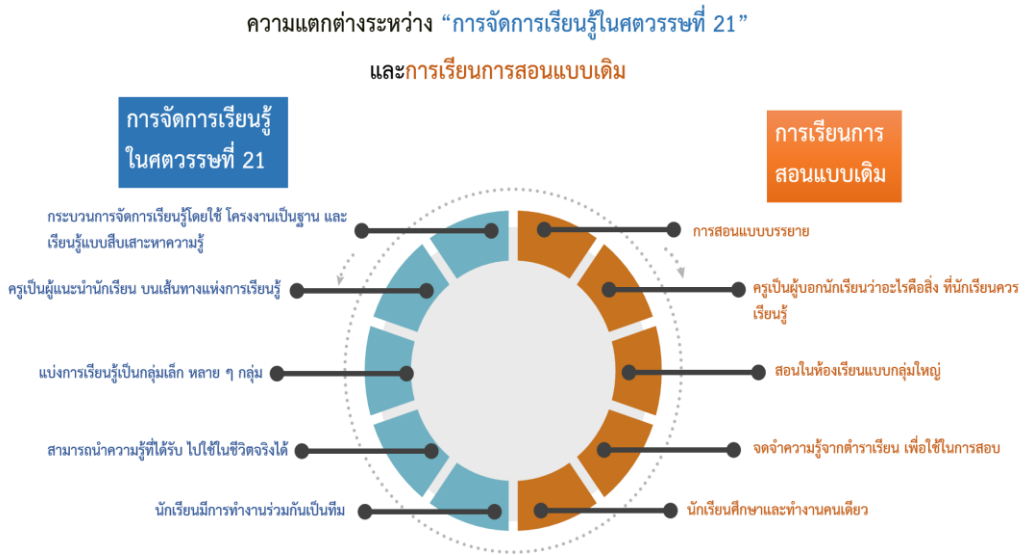 ความแตกต่างระหว่าง “การจัดการเรียนรู้ในศตวรรษที่ 21”
และการเรียนการสอนแบบเดิม
การจัดการเรียนรู้
ในศตวรรษที่ 21
การเรียนการ
สอนแบบเดิม
กระบวนการจัดการเรียนรู้โดยใช้ โครงงานเป็นฐาน และ
เรียนรู้แบบสืบเสาะหาความรู้
ครูเป็นผู้แนะนำนักเรียน บนเส้นทางแห่งการเรียนรู้
แบ่งการเรียนรู้เป็นกลุ่มเล็ก หลาย ๆ กลุ่ม
สามารถนำความรู้ที่ได้รับ ไปใช้ในชีวิตจริงได้
นักเรียนมีการทำงานร่วมกันเป็นทีม
การสอนแบบบรรยาย
ครูเป็นผู้บอกนักเรียนว่าอะไรคือสิ่ง ที่นักเรียนควร
เรียนรู้
สอนในห้องเรียนแบบกลุ่มใหญ่
จดจำความรู้จากตำราเรียน เพื่อใช้ในการสอบ
นักเรียนศึกษาและทำงานคนเดียว